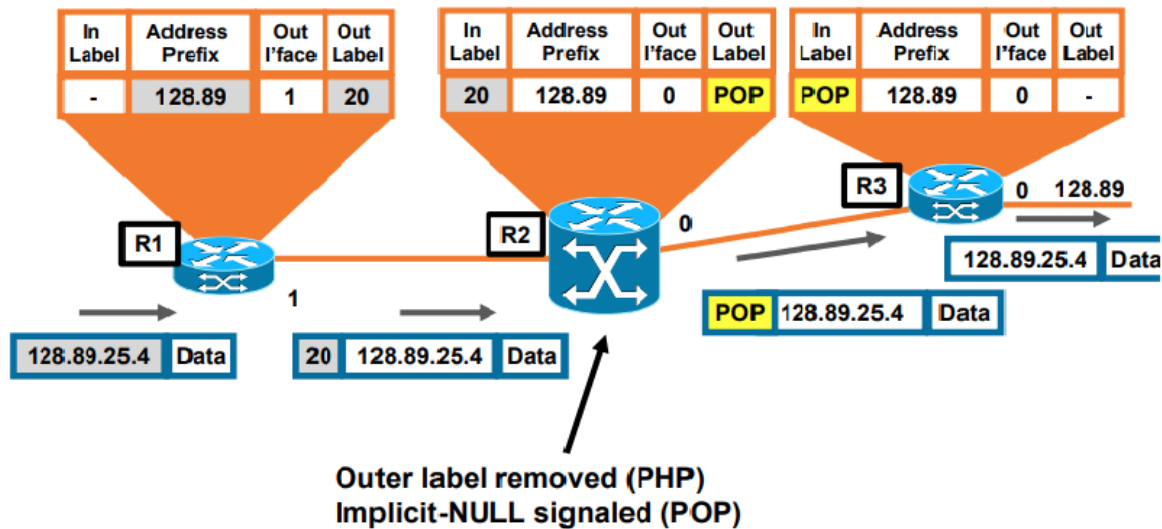 In Label Address Prefix Out I'face Out Label
- 128.89 1 20
In Label Address Prefix Out I'face Out Label
20 128.89 0 POP
In Label Address Prefix Out I'face Out Label
POP 128.89 0 -
R1
1
R2
0
R3
0 128.89
128.89.25.4 Data
20 128.89.25.4 Data
POP 128.89.25.4 Data
128.89.25.4 Data
Outer label removed (PHP)
Implicit-NULL signaled (POP)